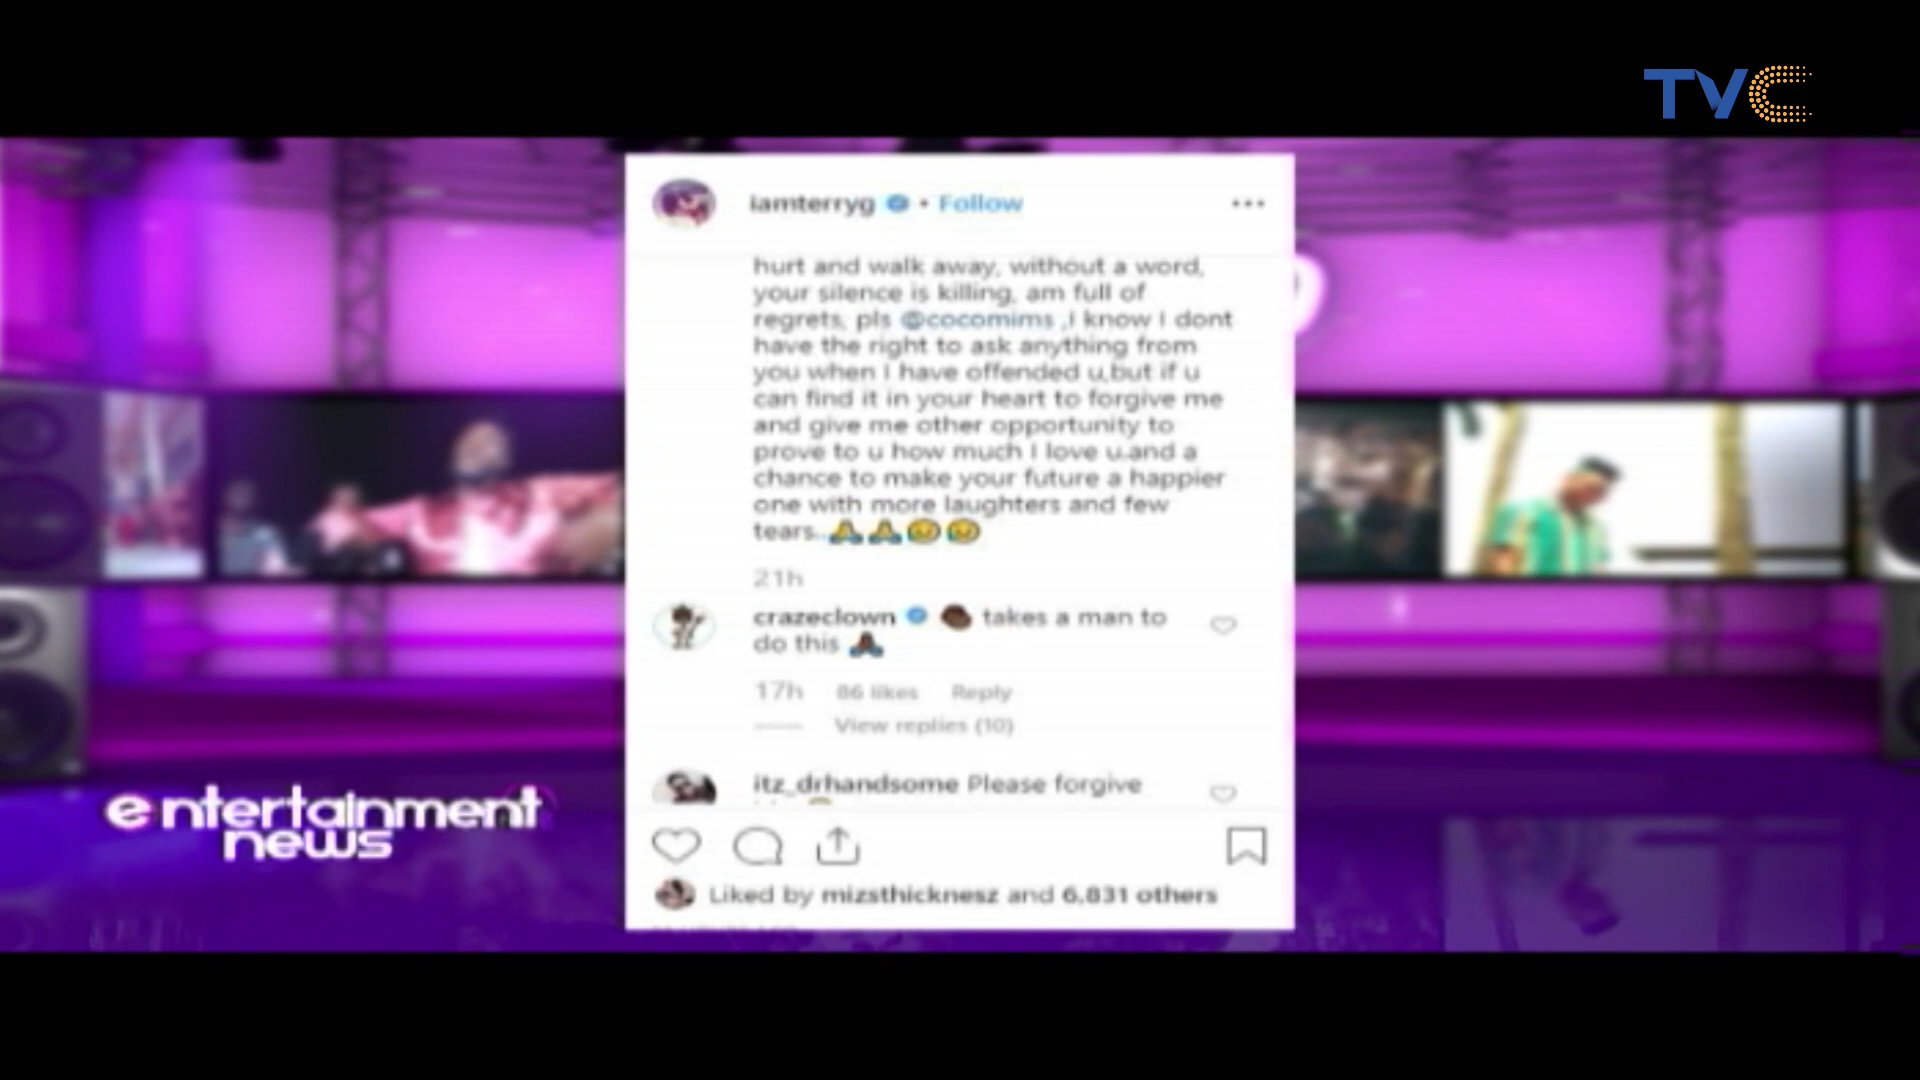 TVC
iamterryg • Follow
hurt and walk away, without a word,
your silence is killing, am full of
regrets, pls @cocomims ,I know I dont
have the right to ask anything from
you when I have offended u,but if u
can find it in your heart to forgive me
and give me other opportunity to
prove to u how much I love u.and a
chance to make your future a happier
one with more laughters and few
tears..🙏🙏😢😢
21h
crazeclown takes a man to
do this 🙏🏿
17h 86 likes Reply
View replies (10)
itz_drhandsome Please forgive
Liked by mizsthicknesz and 6,831 others
entertainment
news